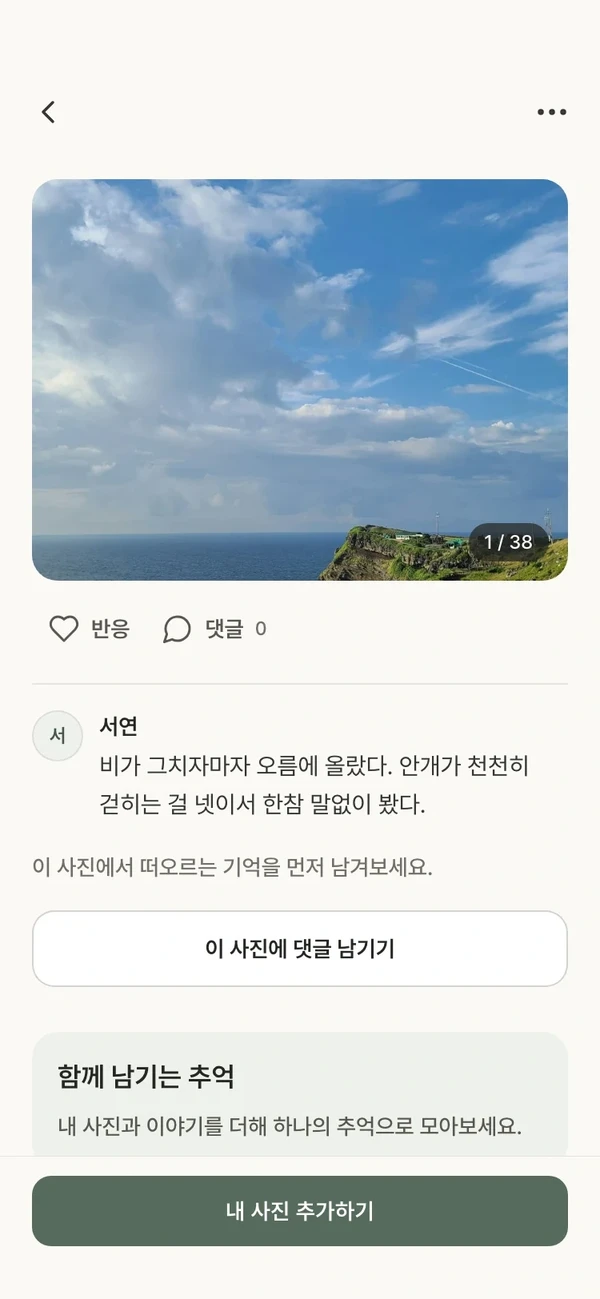 1 / 38
반응 댓글 0
서 서연
비가 그치자마자 오름에 올랐다. 안개가 천천히
걷히는 걸 넷이서 한참 말없이 봤다.
이 사진에서 떠오르는 기억을 먼저 남겨보세요.
이 사진에 댓글 남기기
함께 남기는 추억
내 사진과 이야기를 더해 하나의 추억으로 모아보세요.
내 사진 추가하기